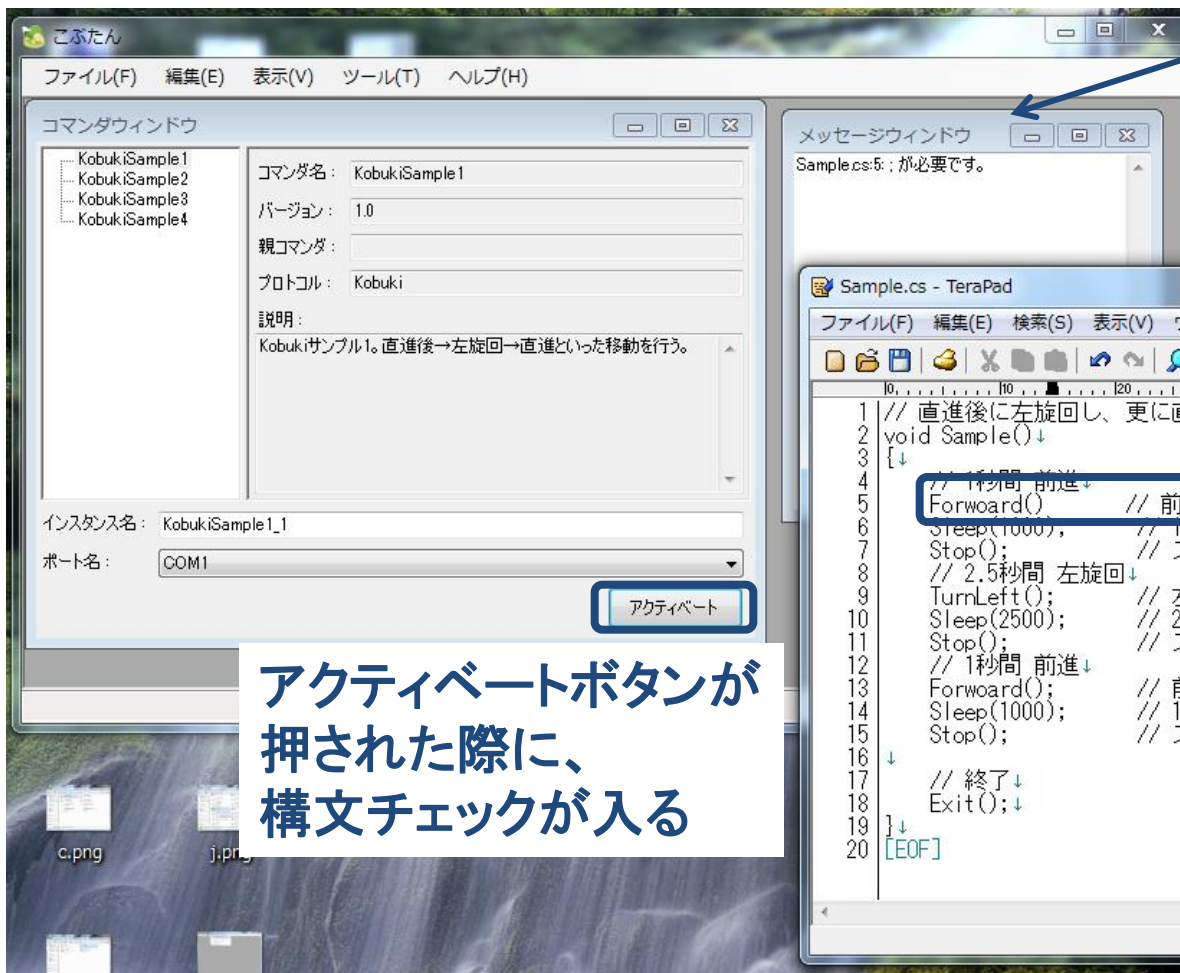 こぶたん
ファイル(F) 編集(E) 表示(V) ツール(T) ヘルプ(H)
コマンダウィンドウ
KobukiSample1
KobukiSample2
KobukiSample3
KobukiSample4
コマンダ名： KobukiSample1
バージョン： 1.0
親コマンダ：
プロトコル： Kobuki
説明：
Kobukiサンプル1。直進後→左旋回→直進といった移動を行う。
インスタンス名： KobukiSample1_1
ポート名： COM1
アクティベート
メッセージウィンドウ
Sample.cs:5: ; が必要です。
Sample.cs - TeraPad
ファイル(F) 編集(E) 検索(S) 表示(V)
0 10 20
1 // 直進後に左旋回し、更に直
2 void Sample()↓
3 {↓
4 // 1秒間 前進↓
5 Forwoard() // 前
6 Sleep(1000); // 1
7 Stop(); //
8 // 2.5秒間 左旋回↓
9 TurnLeft(); // 左
10 Sleep(2500); // 2
11 Stop(); //
12 // 1秒間 前進↓
13 Forwoard(); // 前
14 Sleep(1000); // 1
15 Stop(); //
16 ↓
17 // 終了↓
18 Exit();↓
19 }↓
20 [EOF]
アクティベートボタンが
押された際に、
構文チェックが入る
c.png